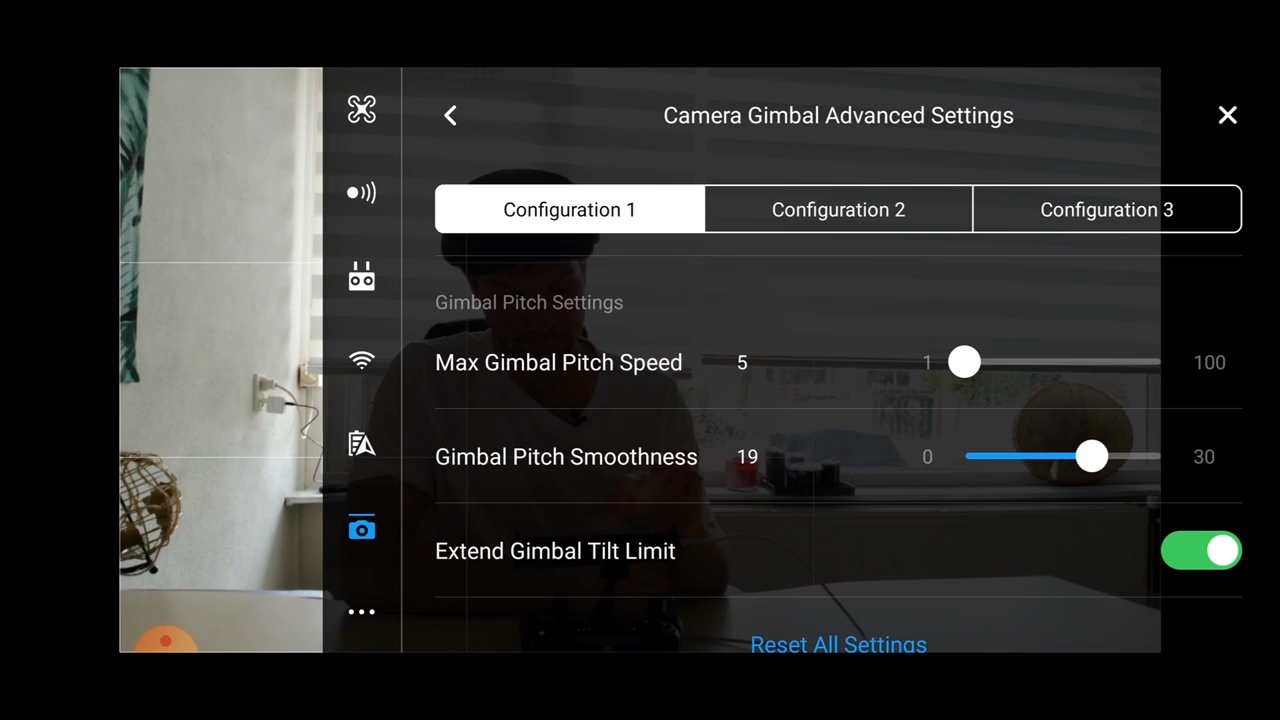 Camera Gimbal Advanced Settings
Configuration 1 Configuration 2 Configuration 3
Gimbal Pitch Settings
Max Gimbal Pitch Speed 5 1 100
Gimbal Pitch Smoothness 19 0 30
Extend Gimbal Tilt Limit
Reset All Settings